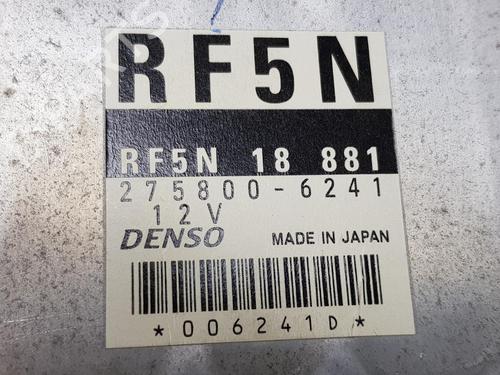 RF5N
RF5N 18 881
275800-6241
12V
DENSO MADE IN JAPAN
*006241D*